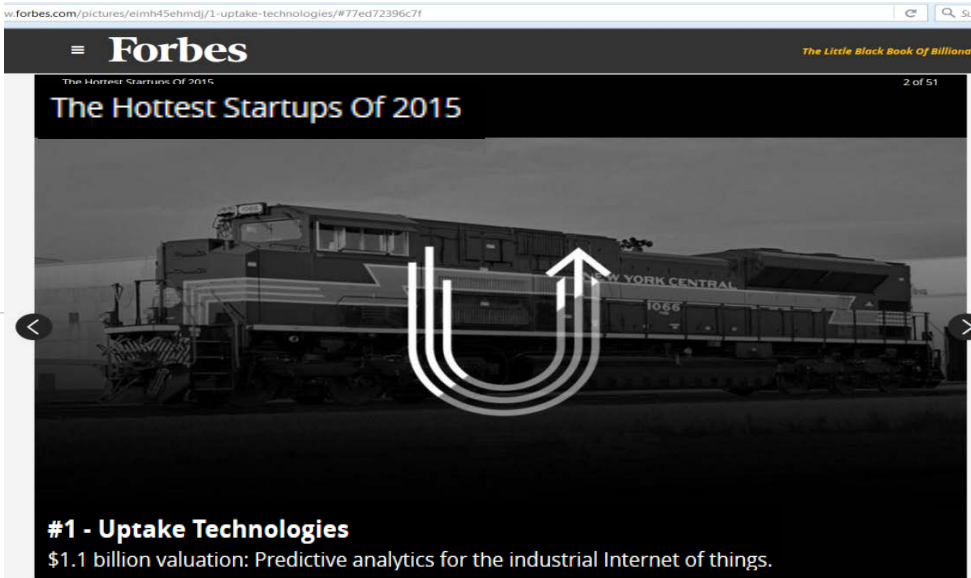 w.forbes.com/pictures/eimh45ehmdj/1-uptake-technologies/#77ed72396c7f
Forbes
The Little Black Book Of Billiona
The Hottest Startups Of 2015
2 of 51
The Hottest Startups Of 2015
NEW YORK CENTRAL
1066
#1 - Uptake Technologies
$1.1 billion valuation: Predictive analytics for the industrial Internet of things.